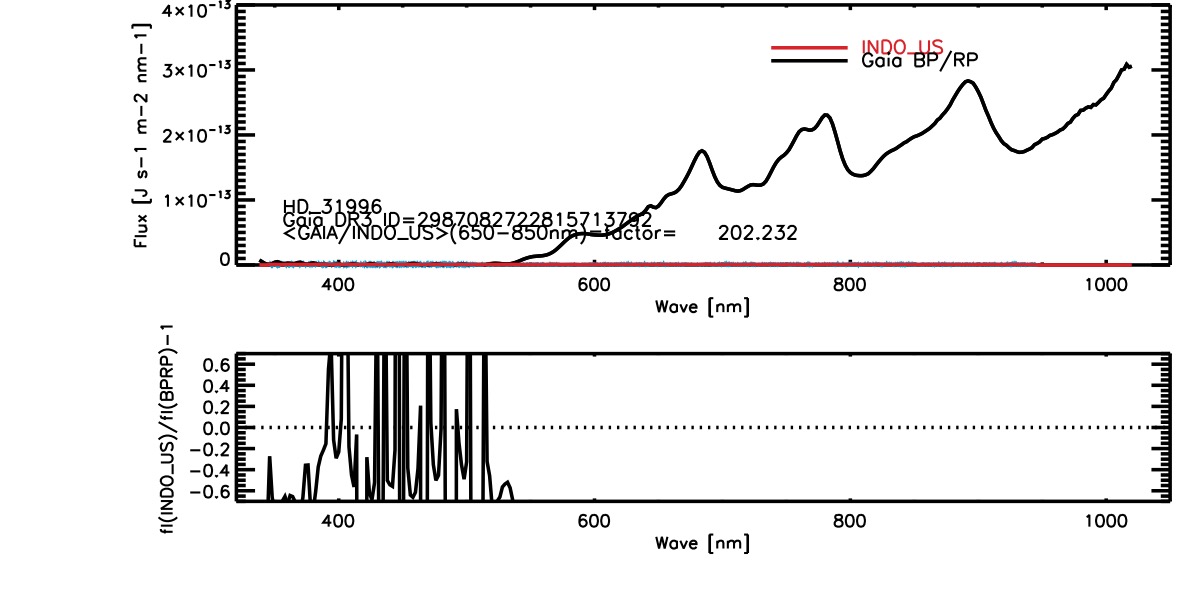 4×10-13
3×10-13
2×10-13
1×10-13
0
Flux [J s-1 m-2 nm-1]
INDO_US
Gaia BP/RP
HD_31996
Gaia DR3 ID=2987082722815713792
<GAIA/INDO_US>(650-850nm)=factor= 202.232
400 600 800 1000
Wave [nm]
fl(INDO_US)/fl(BPRP)-1
0.6
0.4
0.2
0.0
-0.2
-0.4
-0.6
400 600 800 1000
Wave [nm]